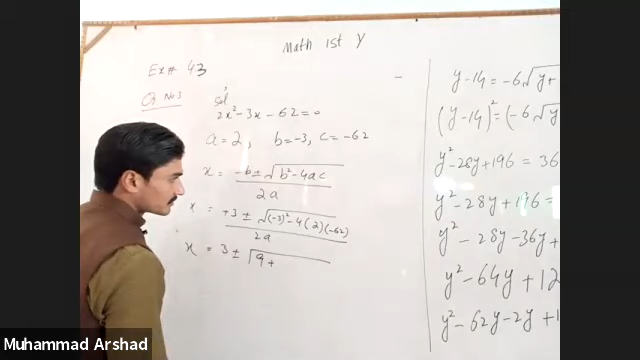 Math 1st Y
Ex# 43
Q No3
sol
2x² - 3x - 62 = 0
a = 2, b = -3, c = -62
x = -b ± √b² - 4ac
2a
x = +3 ± √(-3)² - 4(2)(-62)
2a
x = 3 ± √9 +
y - 14 = -6√y +
(y - 14)² = (-6√y
y² - 28y + 196 = 36
y² - 28y + 196 =
y² - 28y - 36y +
y² - 64y + 12
y² - 62y - 2y + 1
Muhammad Arshad